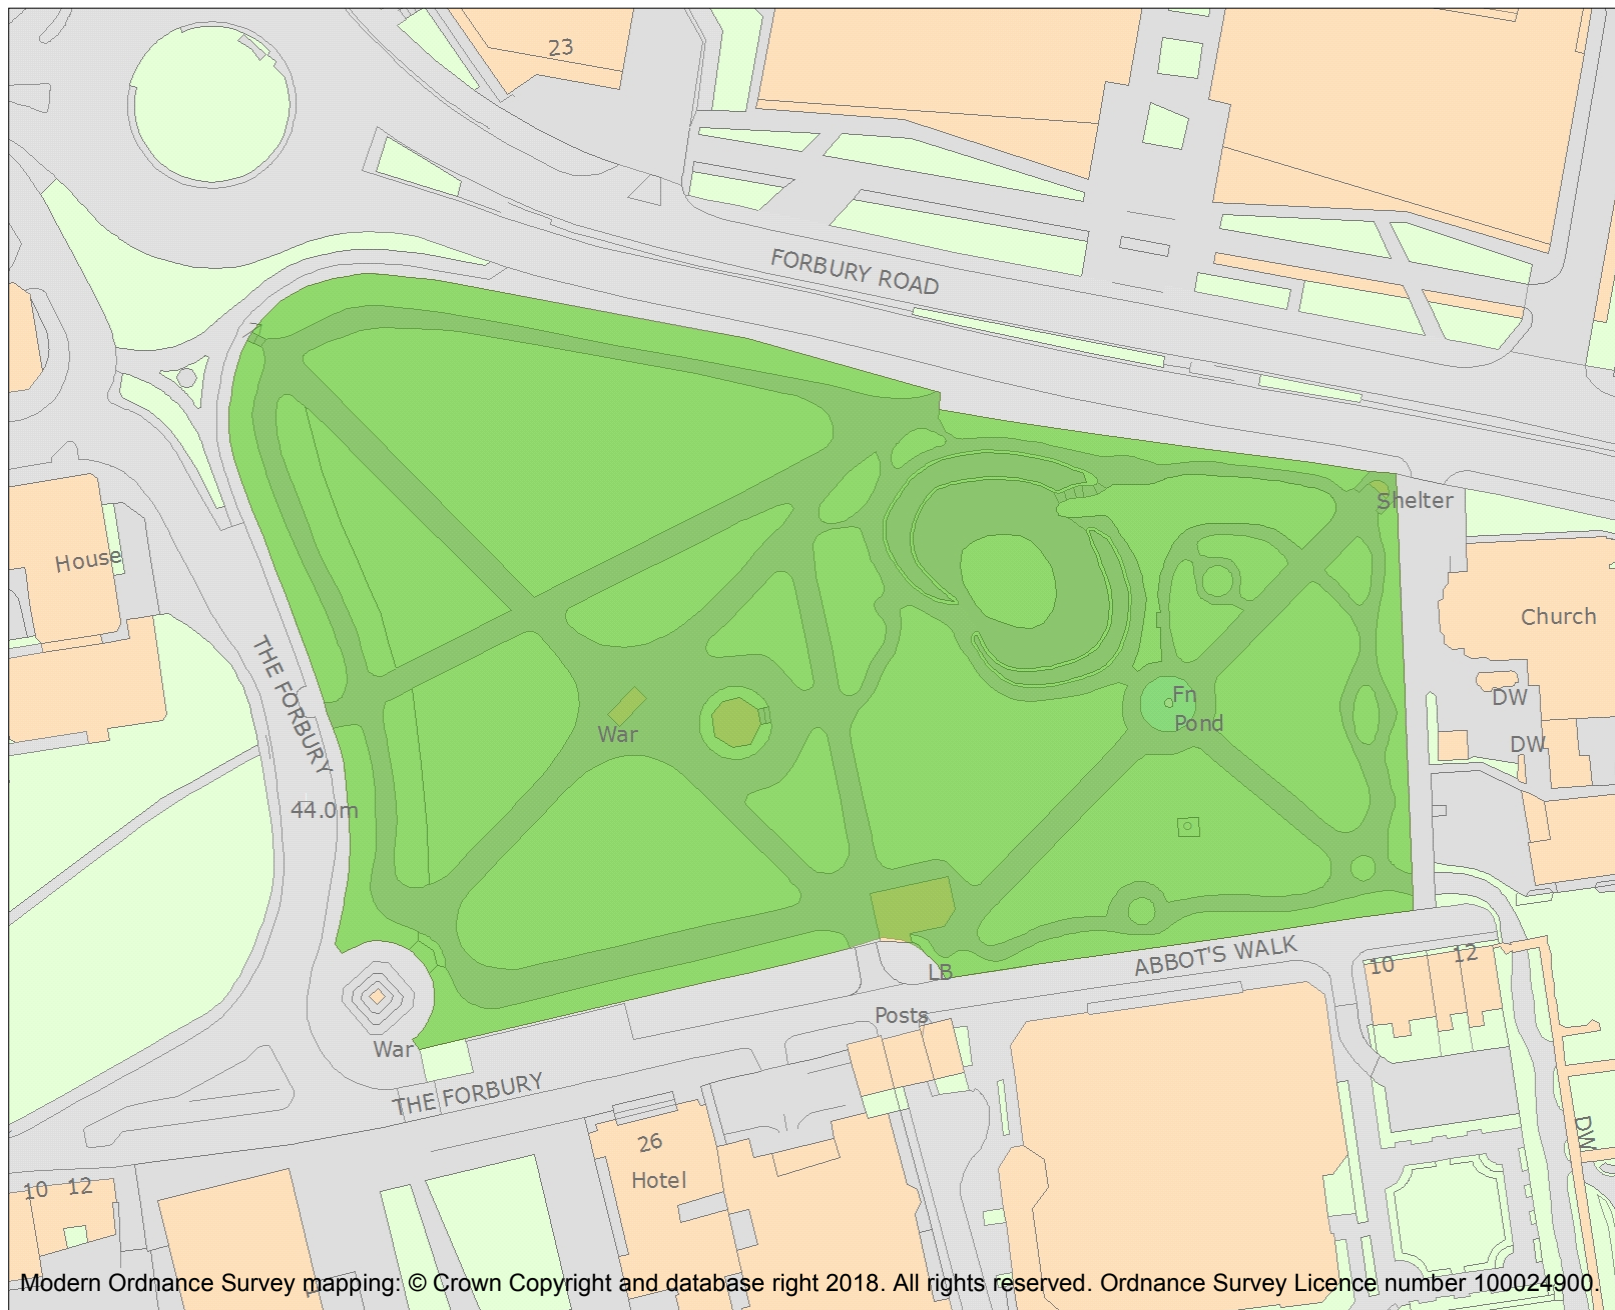 23
FORBURY ROAD
Shelter
House
Church
THE FORBURY
Fn
Pond
DW
War
DW
44.0m
ABBOT'S WALK
10
12
LB
Posts
War
THE FORBURY
DW
26
Hotel
10
12
Modern Ordnance Survey mapping: © Crown Copyright and database right 2018. All rights reserved. Ordnance Survey Licence number 100024900.